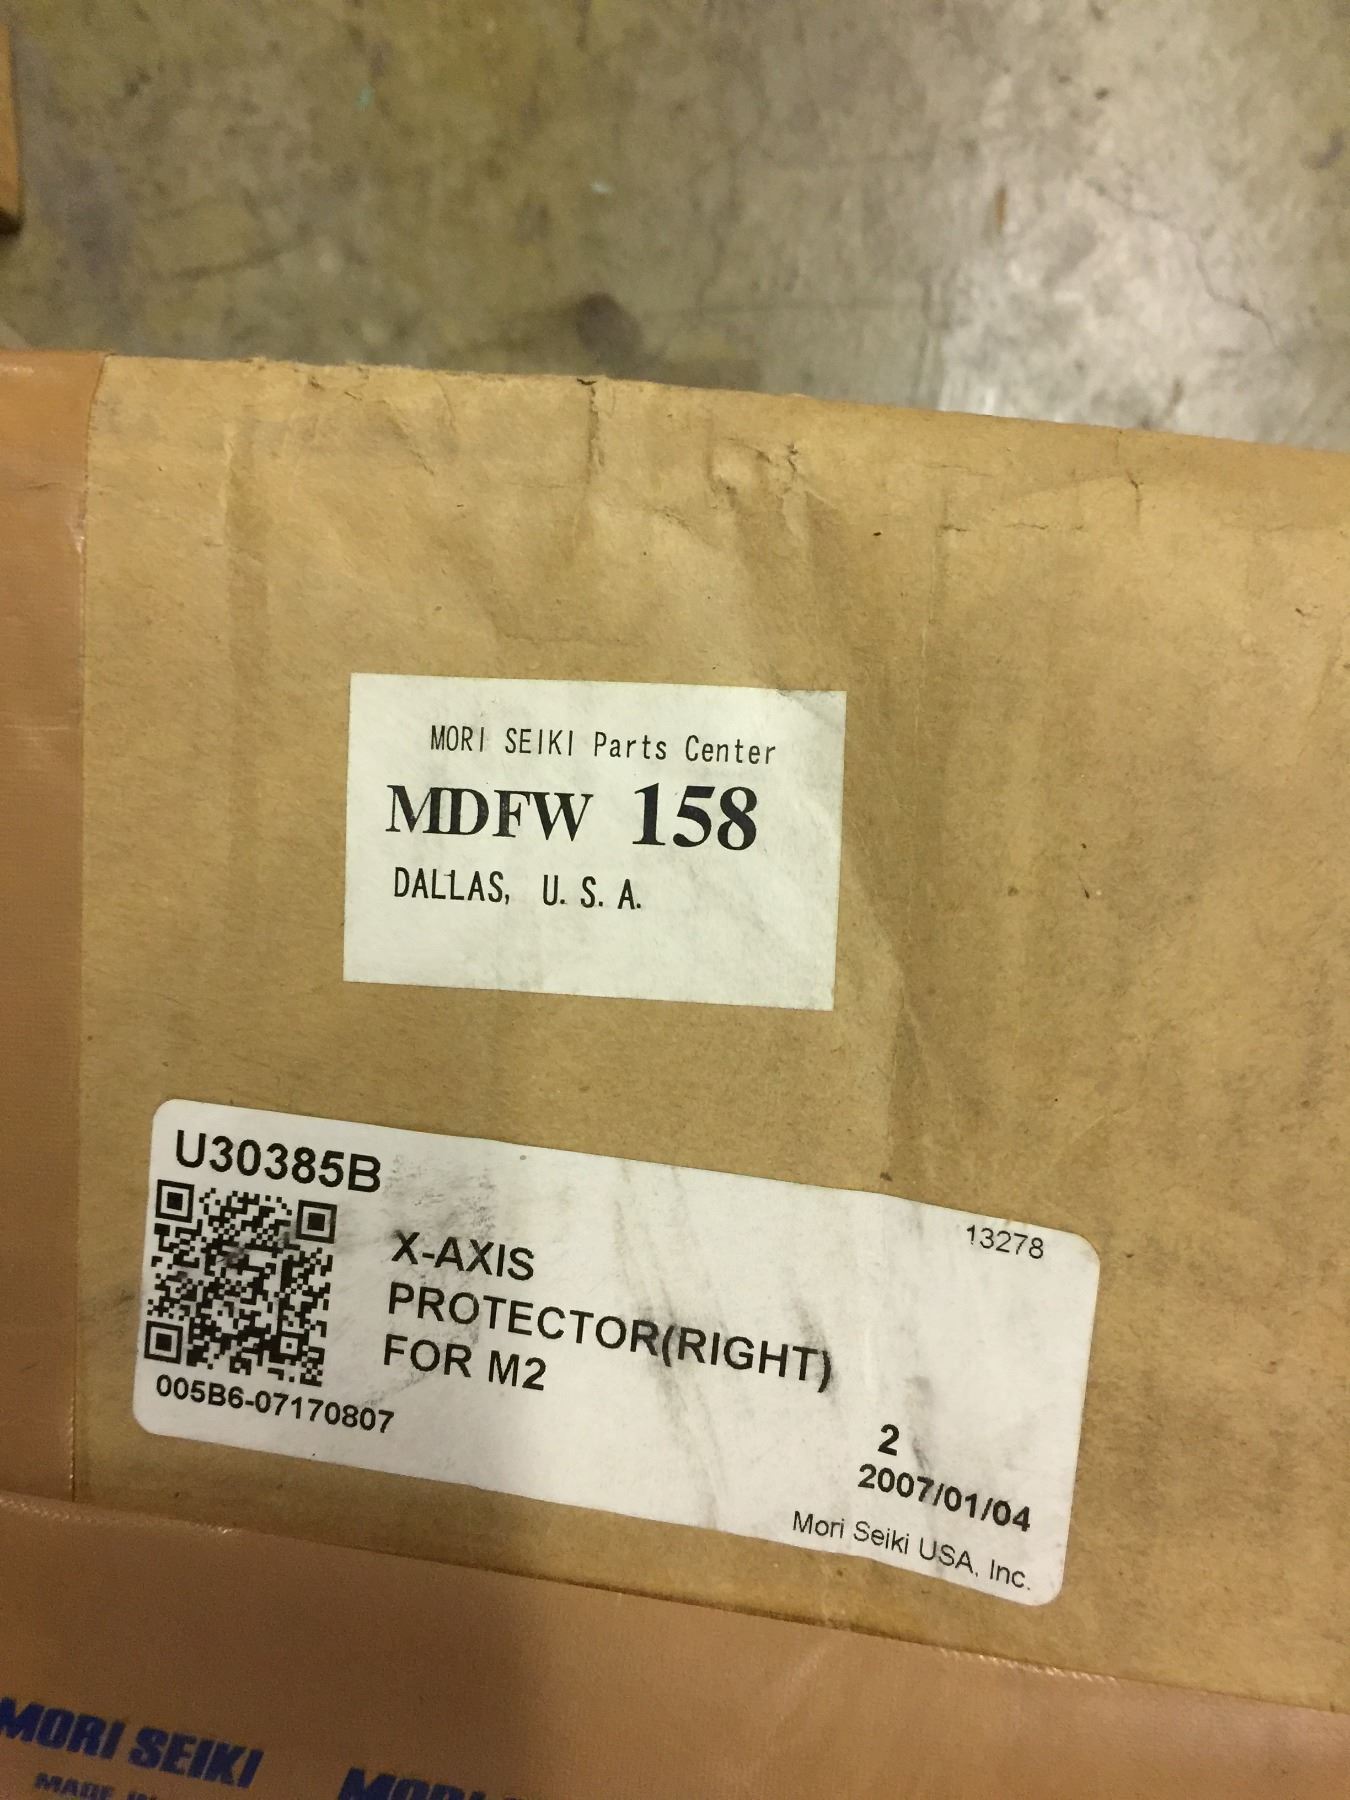 MORI SEIKI Parts Center
MDFW 158
DALLAS, U. S. A.
U30385B
13278
X-AXIS
PROTECTOR(RIGHT)
FOR M2
005B6-07170807
2
2007/01/04
Mori Seiki USA, Inc.
MORI SEIKI
MADE